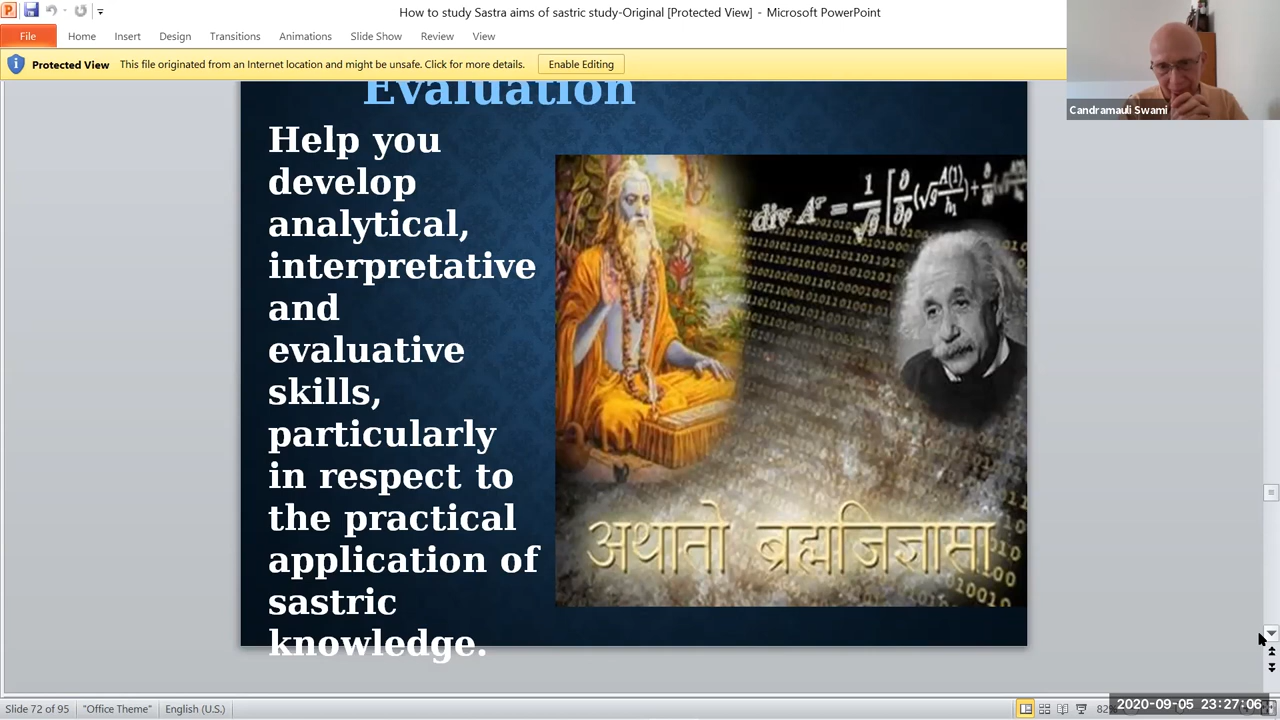 How to study Sastra aims of sastric study-Original [Protected View] - Microsoft PowerPoint
File Home Insert Design Transitions Animations Slide Show Review View
Protected View This file originated from an Internet location and might be unsafe. Click for more details. Enable Editing
Candramauli Swami
Evaluation
Help you
develop
analytical,
interpretative
and
evaluative
skills,
particularly
in respect to
the practical
application of
sastric
knowledge.
अथातो ब्रह्मजिज्ञासा
Slide 72 of 95 "Office Theme" English (U.S.)
2020-09-05 23:27:06